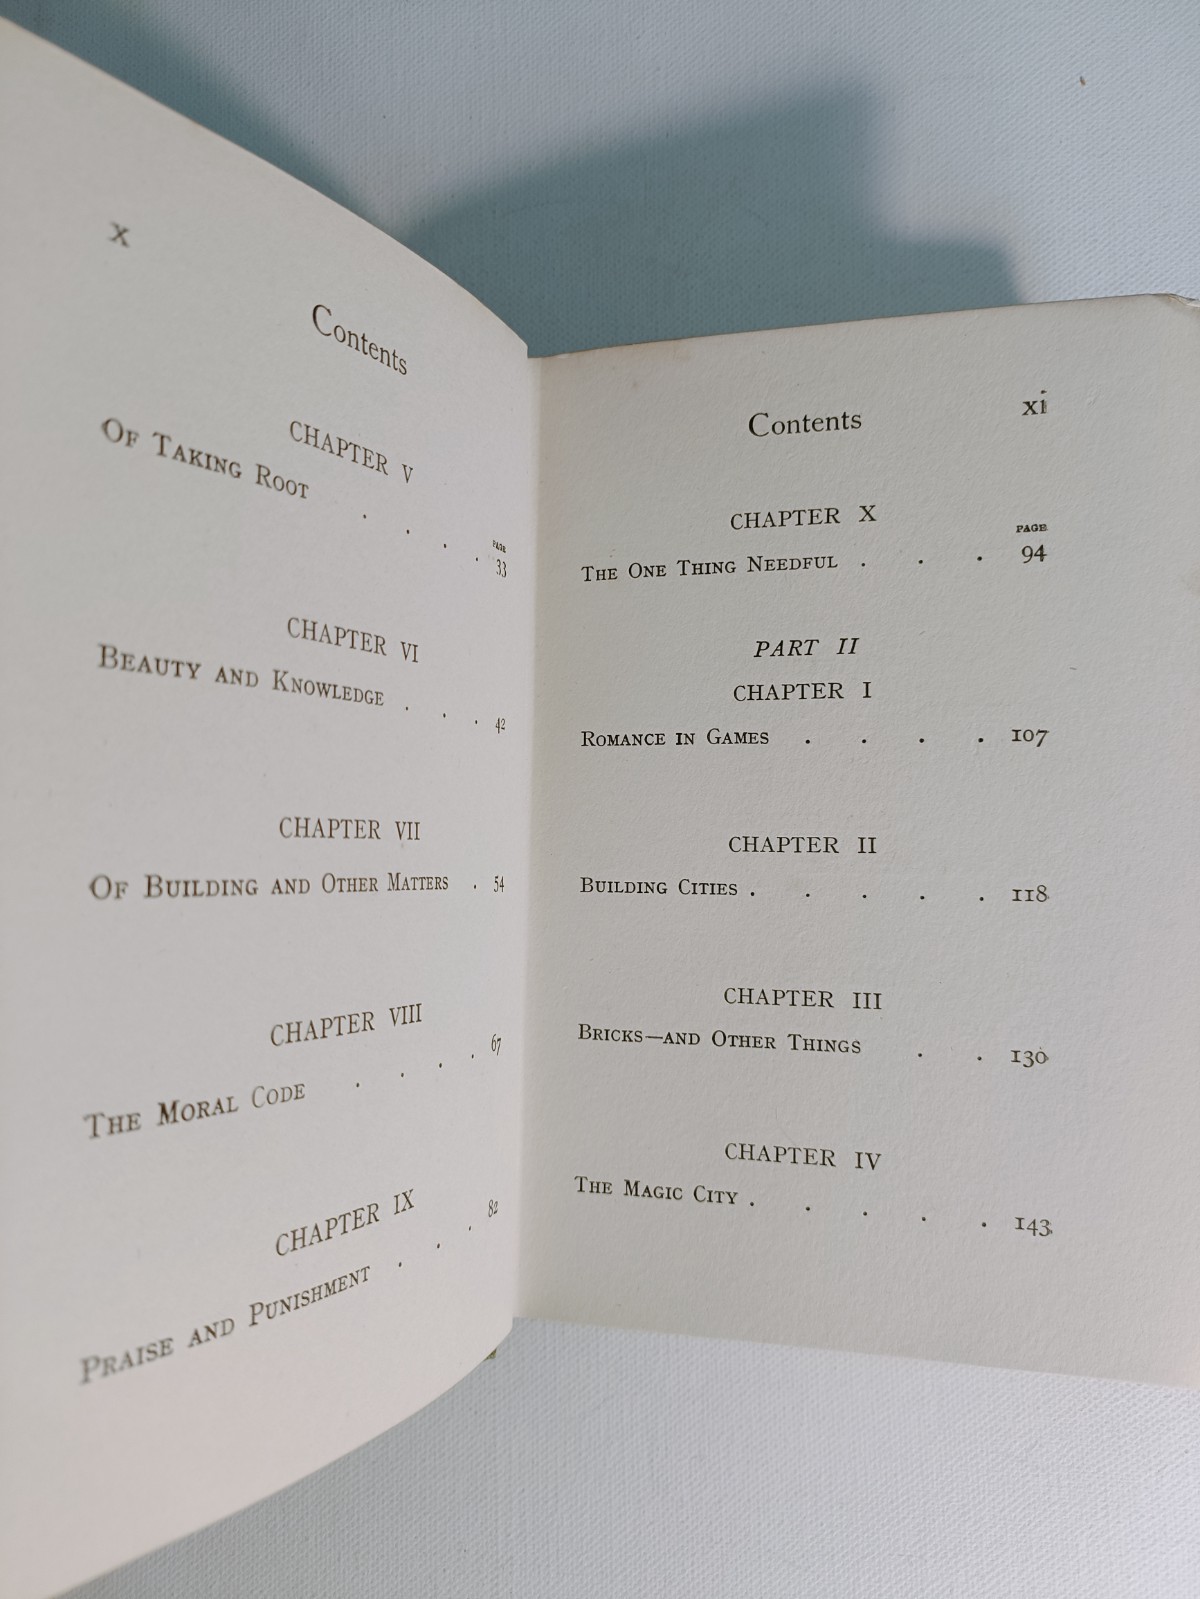 x
Contents
CHAPTER V
PAGE
Of Taking Root . . . . 33
CHAPTER VI
Beauty and Knowledge . . . 42
CHAPTER VII
Of Building and Other Matters . 54
CHAPTER VIII
The Moral Code . . . . 67
CHAPTER IX
Praise and Punishment . . . 82
Contents xi
CHAPTER X
PAGE
The One Thing Needful . . . 94
PART II
CHAPTER I
Romance in Games . . . . 107
CHAPTER II
Building Cities . . . . . 118
CHAPTER III
Bricks—and Other Things . . 130
CHAPTER IV
The Magic City . . . . . 143